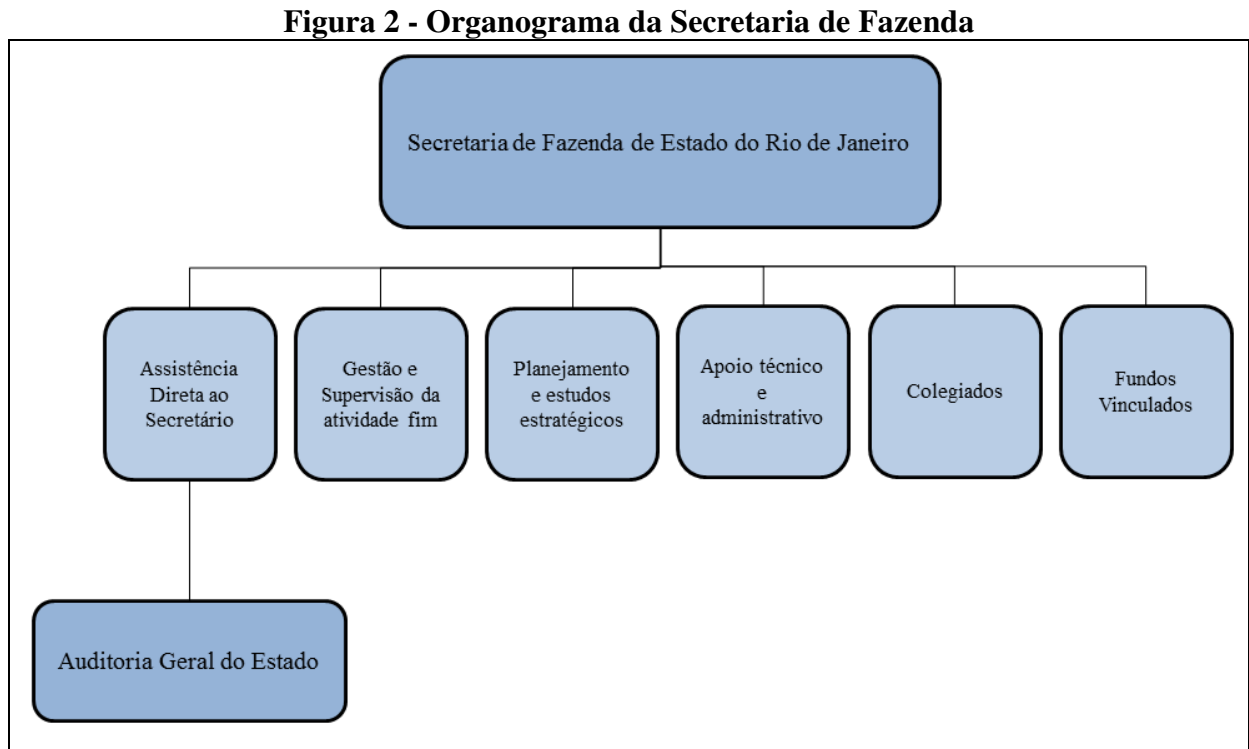 Figura 2 - Organograma da Secretaria de Fazenda
Secretaria de Fazenda de Estado do Rio de Janeiro
Assistência
Direta ao
Secretário
Gestão e
Supervisão da
atividade fim
Planejamento
e estudos
estratégicos
Apoio técnico
e
administrativo
Colegiados
Fundos
Vinculados
Auditoria Geral do Estado